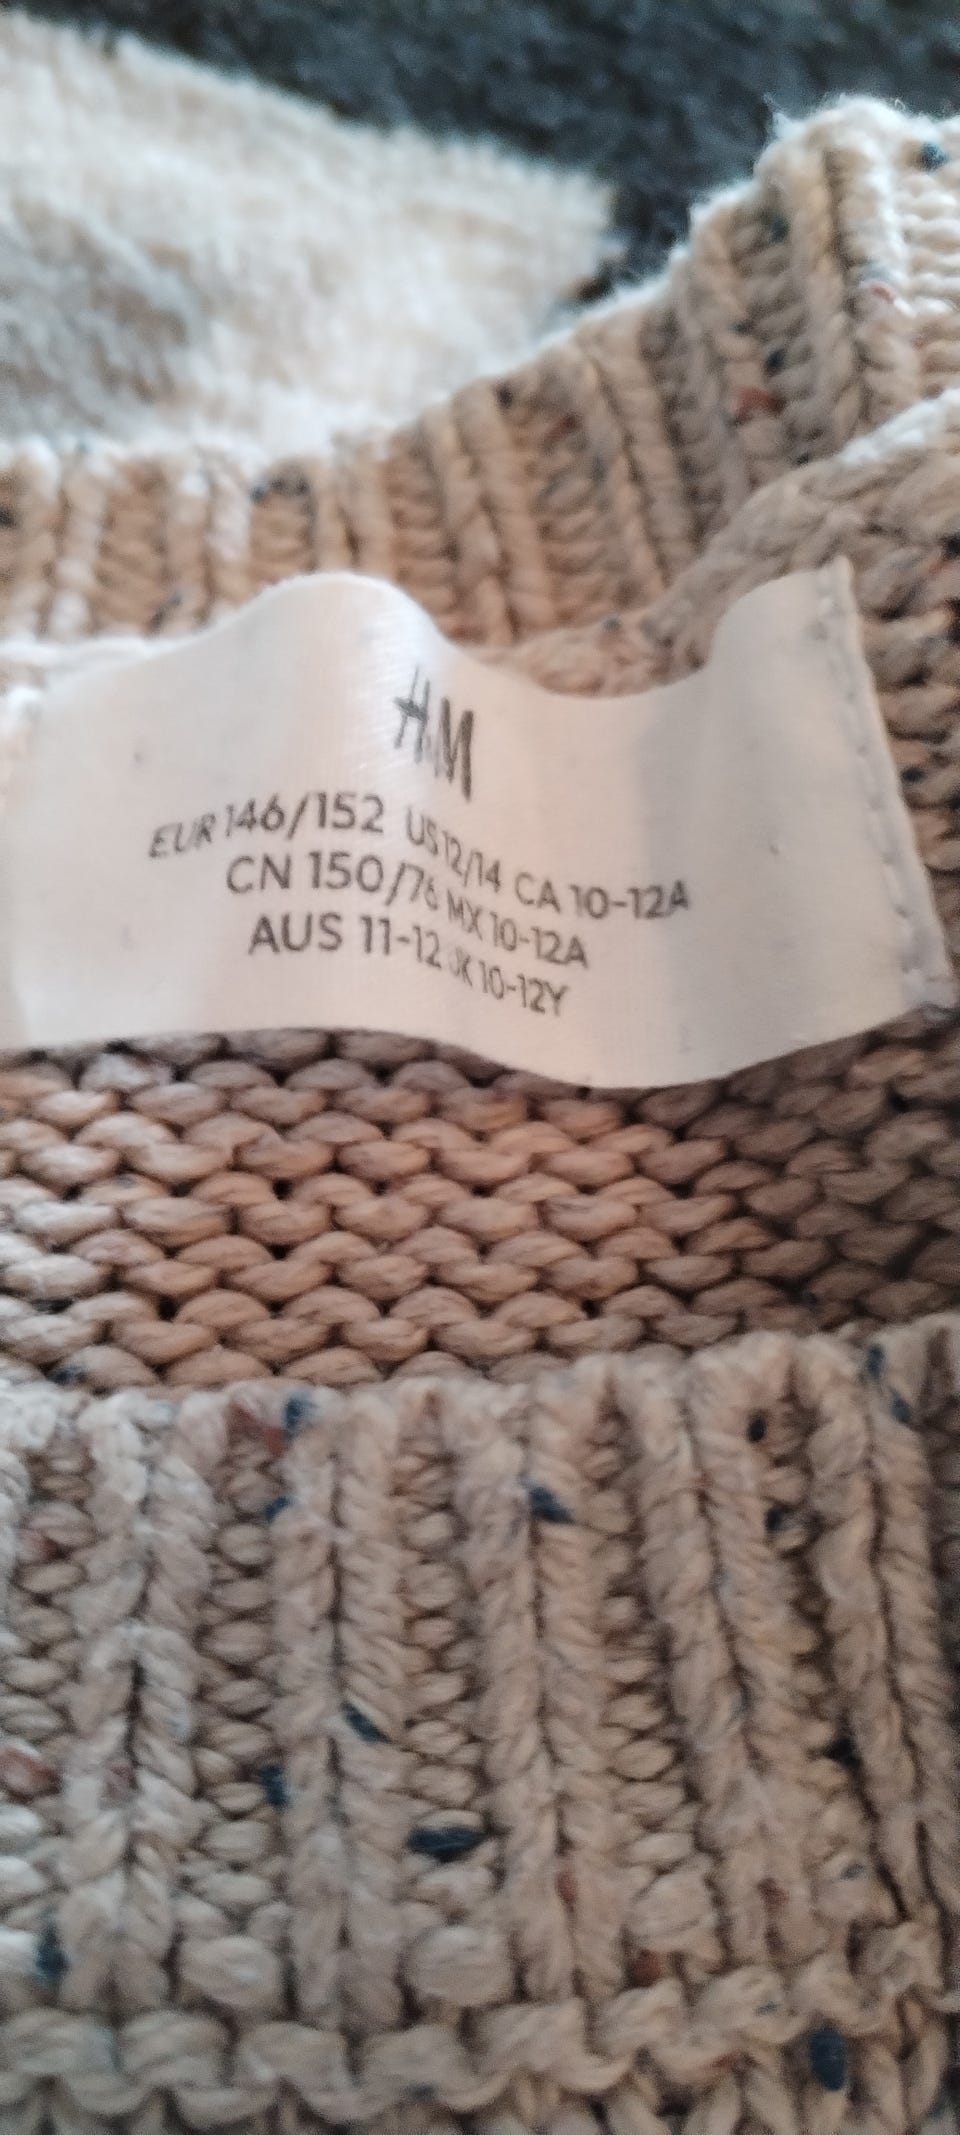 H&M
EUR 146/152 US 12/14 CA 10-12A
CN 150/76 MX 10-12A
AUS 11-12 UK 10-12Y